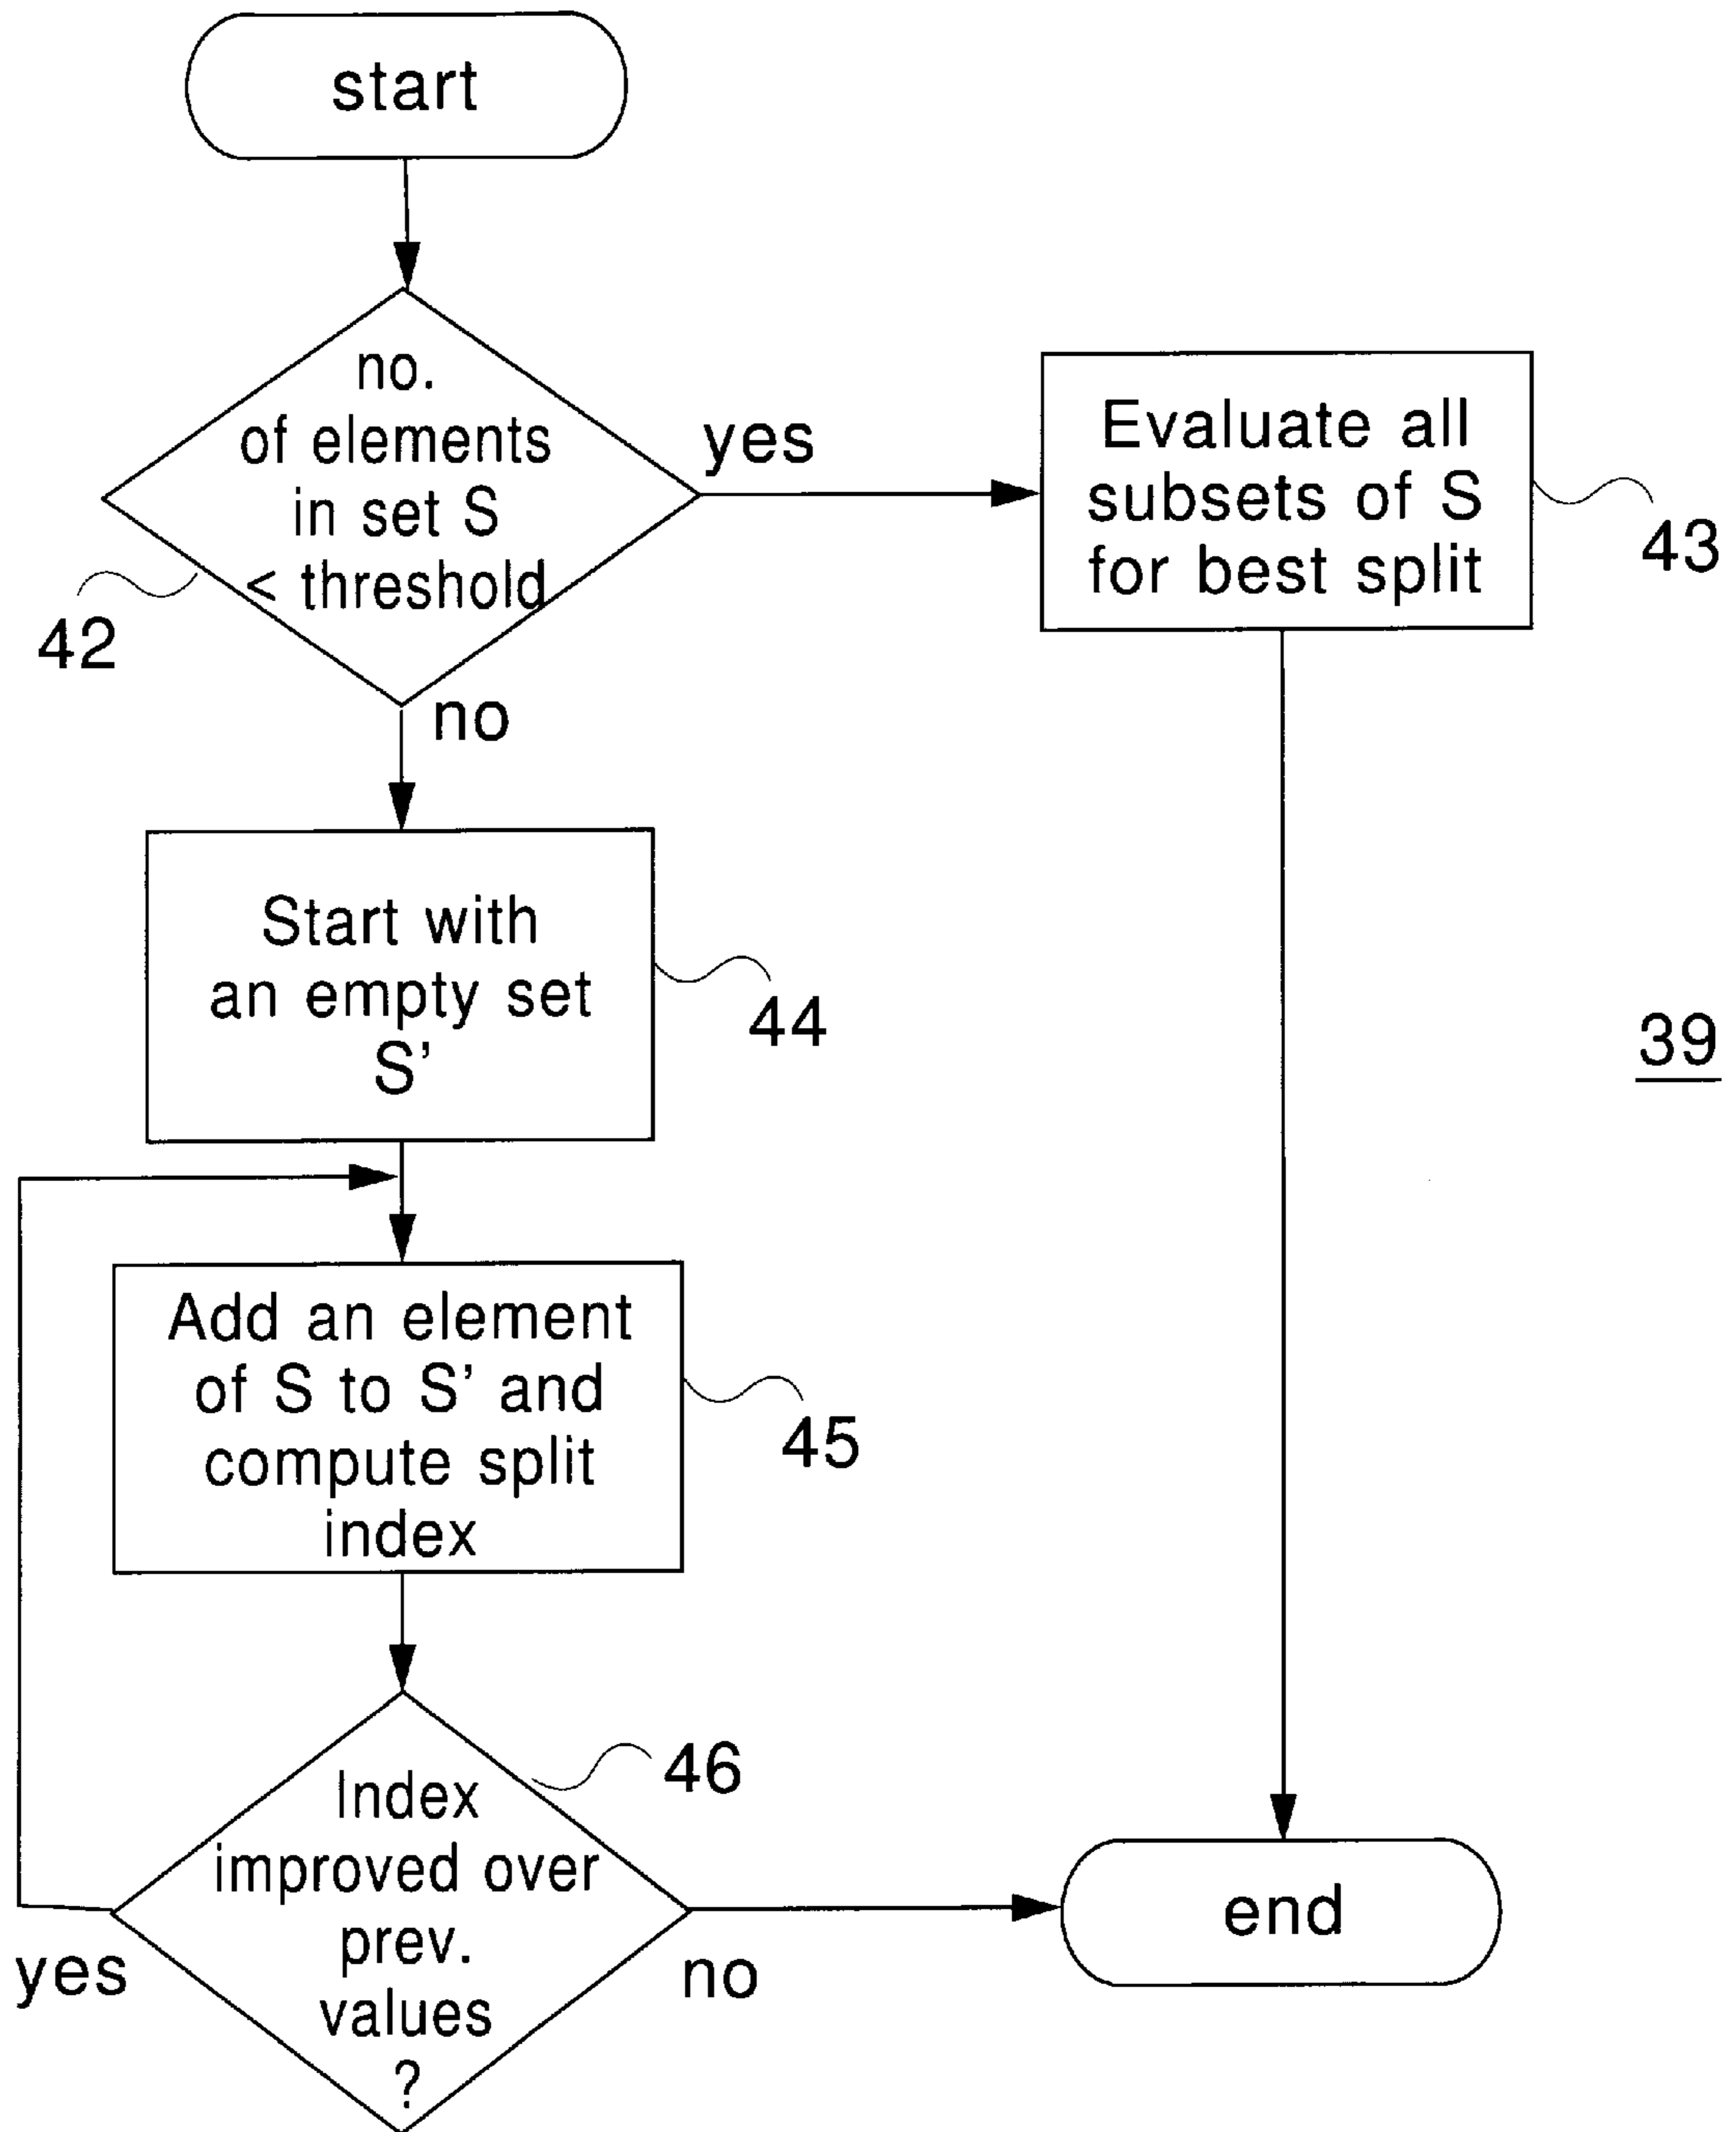 start
no.
of elements
in set S
< threshold
yes
42
no
Evaluate all
subsets of S
for best split
43
Start with
an empty set
S'
44
39
Add an element
of S to S' and
compute split
index
45
Index
improved over
prev.
values
?
46
yes
no
end